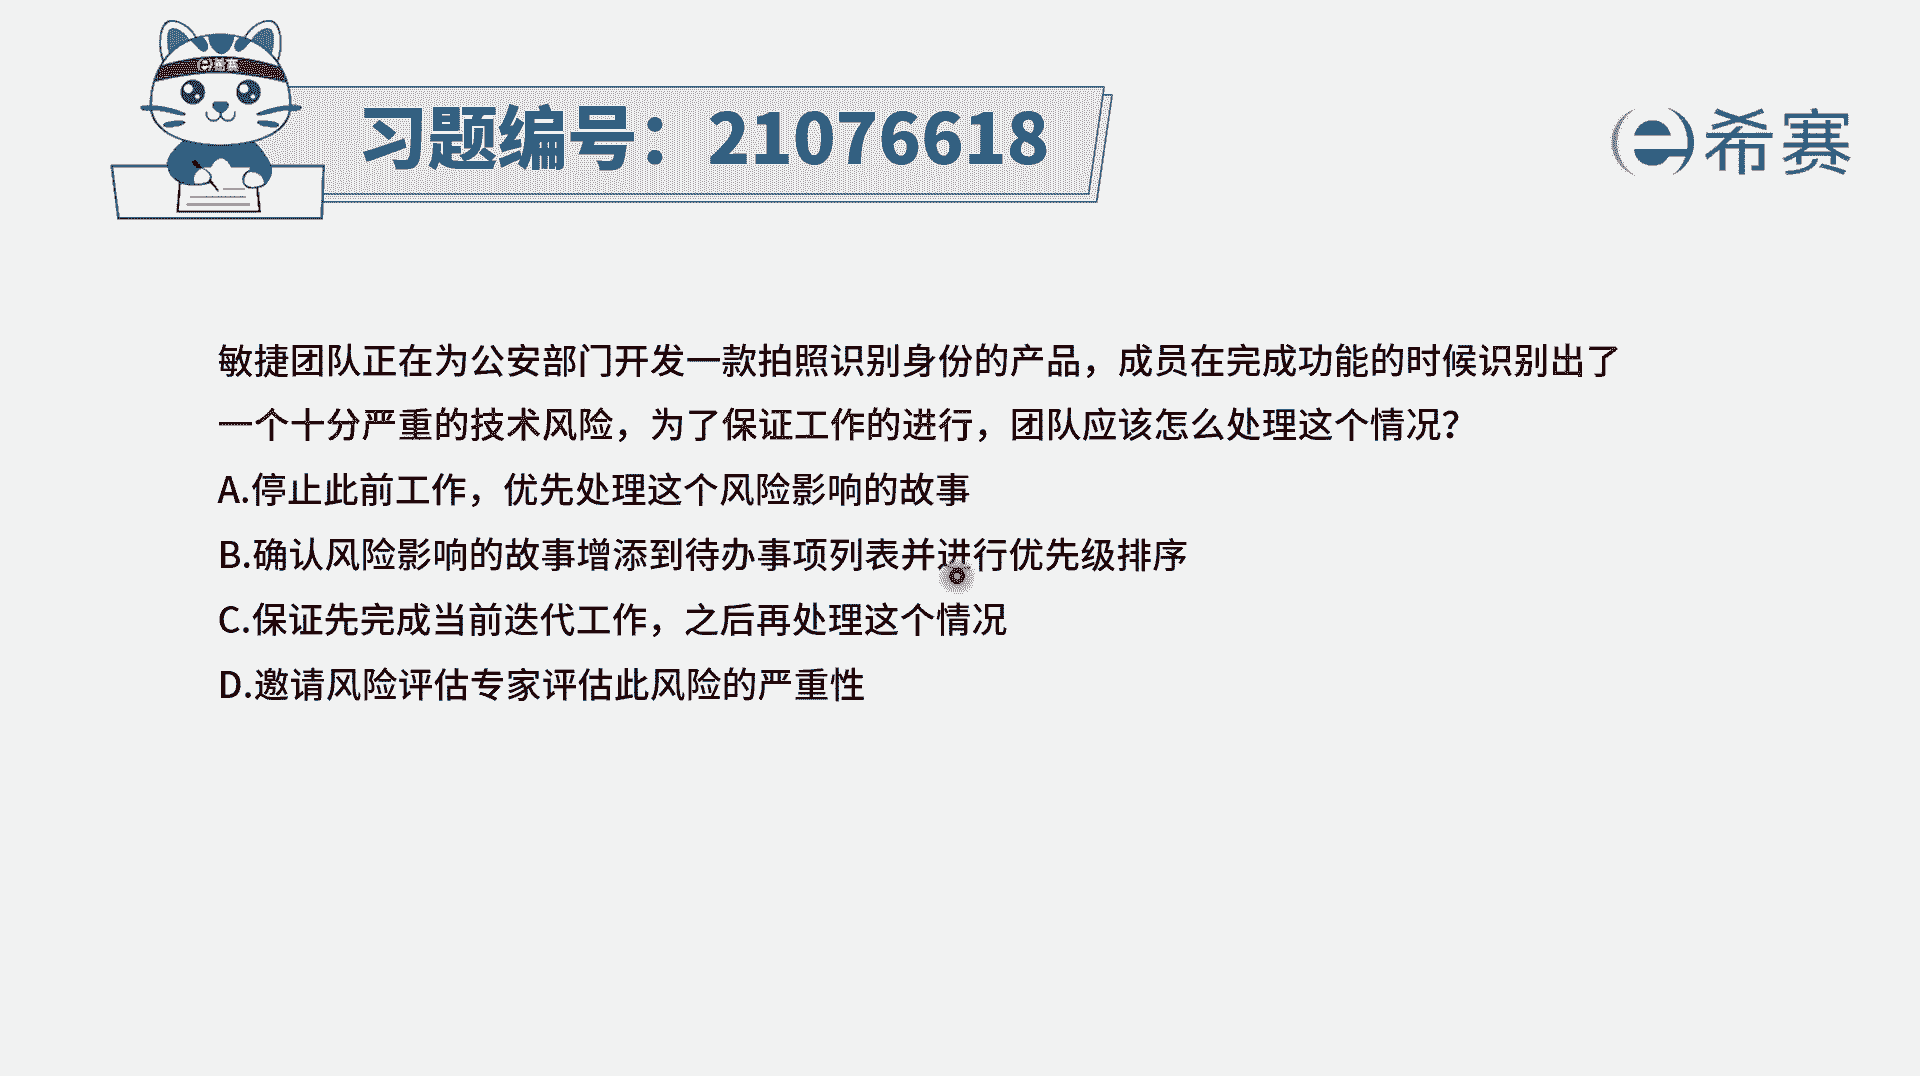 希赛
习题编号：21076618
希赛
敏捷团队正在为公安部门开发一款拍照识别身份的产品，成员在完成功能的时候识别出了
一个十分严重的技术风险，为了保证工作的进行，团队应该怎么处理这个情况？
A.停止此前工作，优先处理这个风险影响的故事
B.确认风险影响的故事增添到待办事项列表并进行优先级排序
C.保证先完成当前迭代工作，之后再处理这个情况
D.邀请风险评估专家评估此风险的严重性